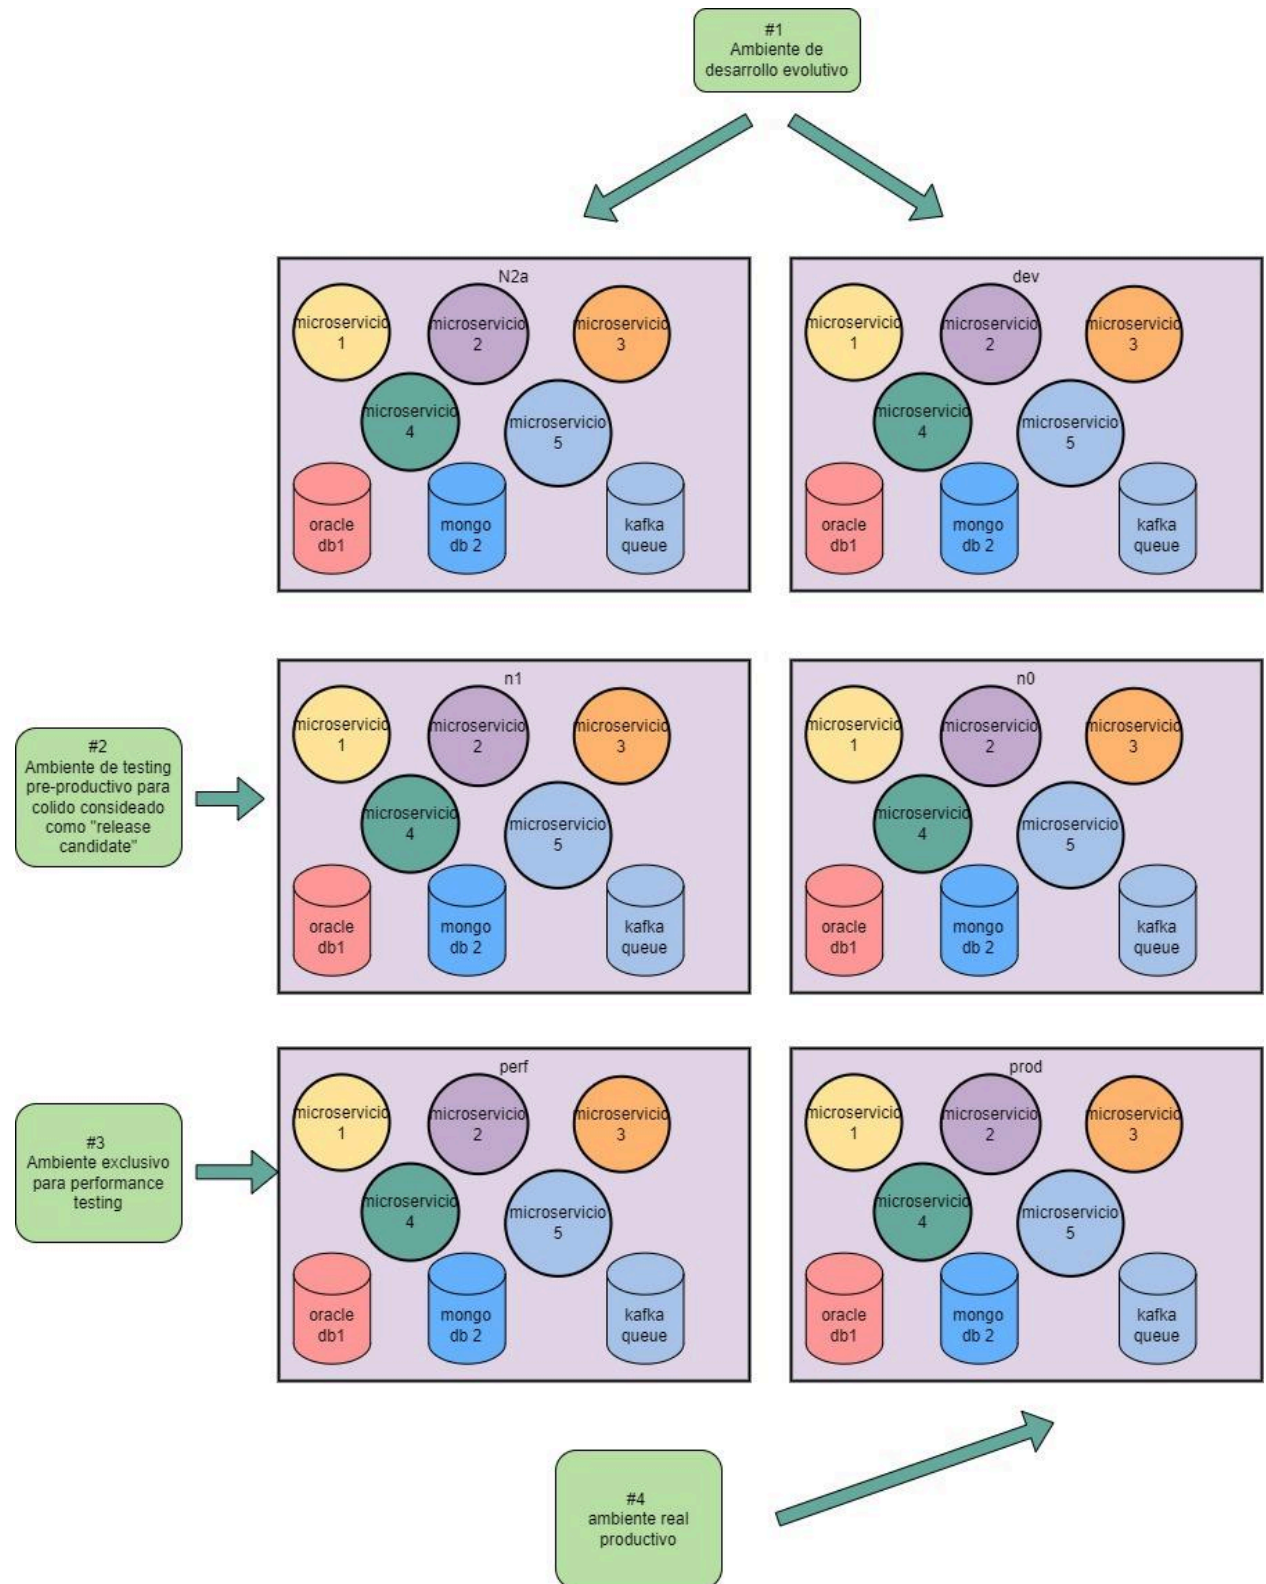 #1
Ambiente de
desarrollo evolutivo
N2a
microservicio
1
microservicio
2
microservicio
3
microservicio
4
microservicio
5
oracle
db1
mongo
db 2
kafka
queue
dev
microservicio
1
microservicio
2
microservicio
3
microservicio
4
microservicio
5
oracle
db1
mongo
db 2
kafka
queue
#2
Ambiente de testing
pre-productivo para
colido consideado
como "release
candidate"
n1
microservicio
1
microservicio
2
microservicio
3
microservicio
4
microservicio
5
oracle
db1
mongo
db 2
kafka
queue
n0
microservicio
1
microservicio
2
microservicio
3
microservicio
4
microservicio
5
oracle
db1
mongo
db 2
kafka
queue
#3
Ambiente exclusivo
para performance
testing
perf
microservicio
1
microservicio
2
microservicio
3
microservicio
4
microservicio
5
oracle
db1
mongo
db 2
kafka
queue
prod
microservicio
1
microservicio
2
microservicio
3
microservicio
4
microservicio
5
oracle
db1
mongo
db 2
kafka
queue
#4
ambiente real
productivo